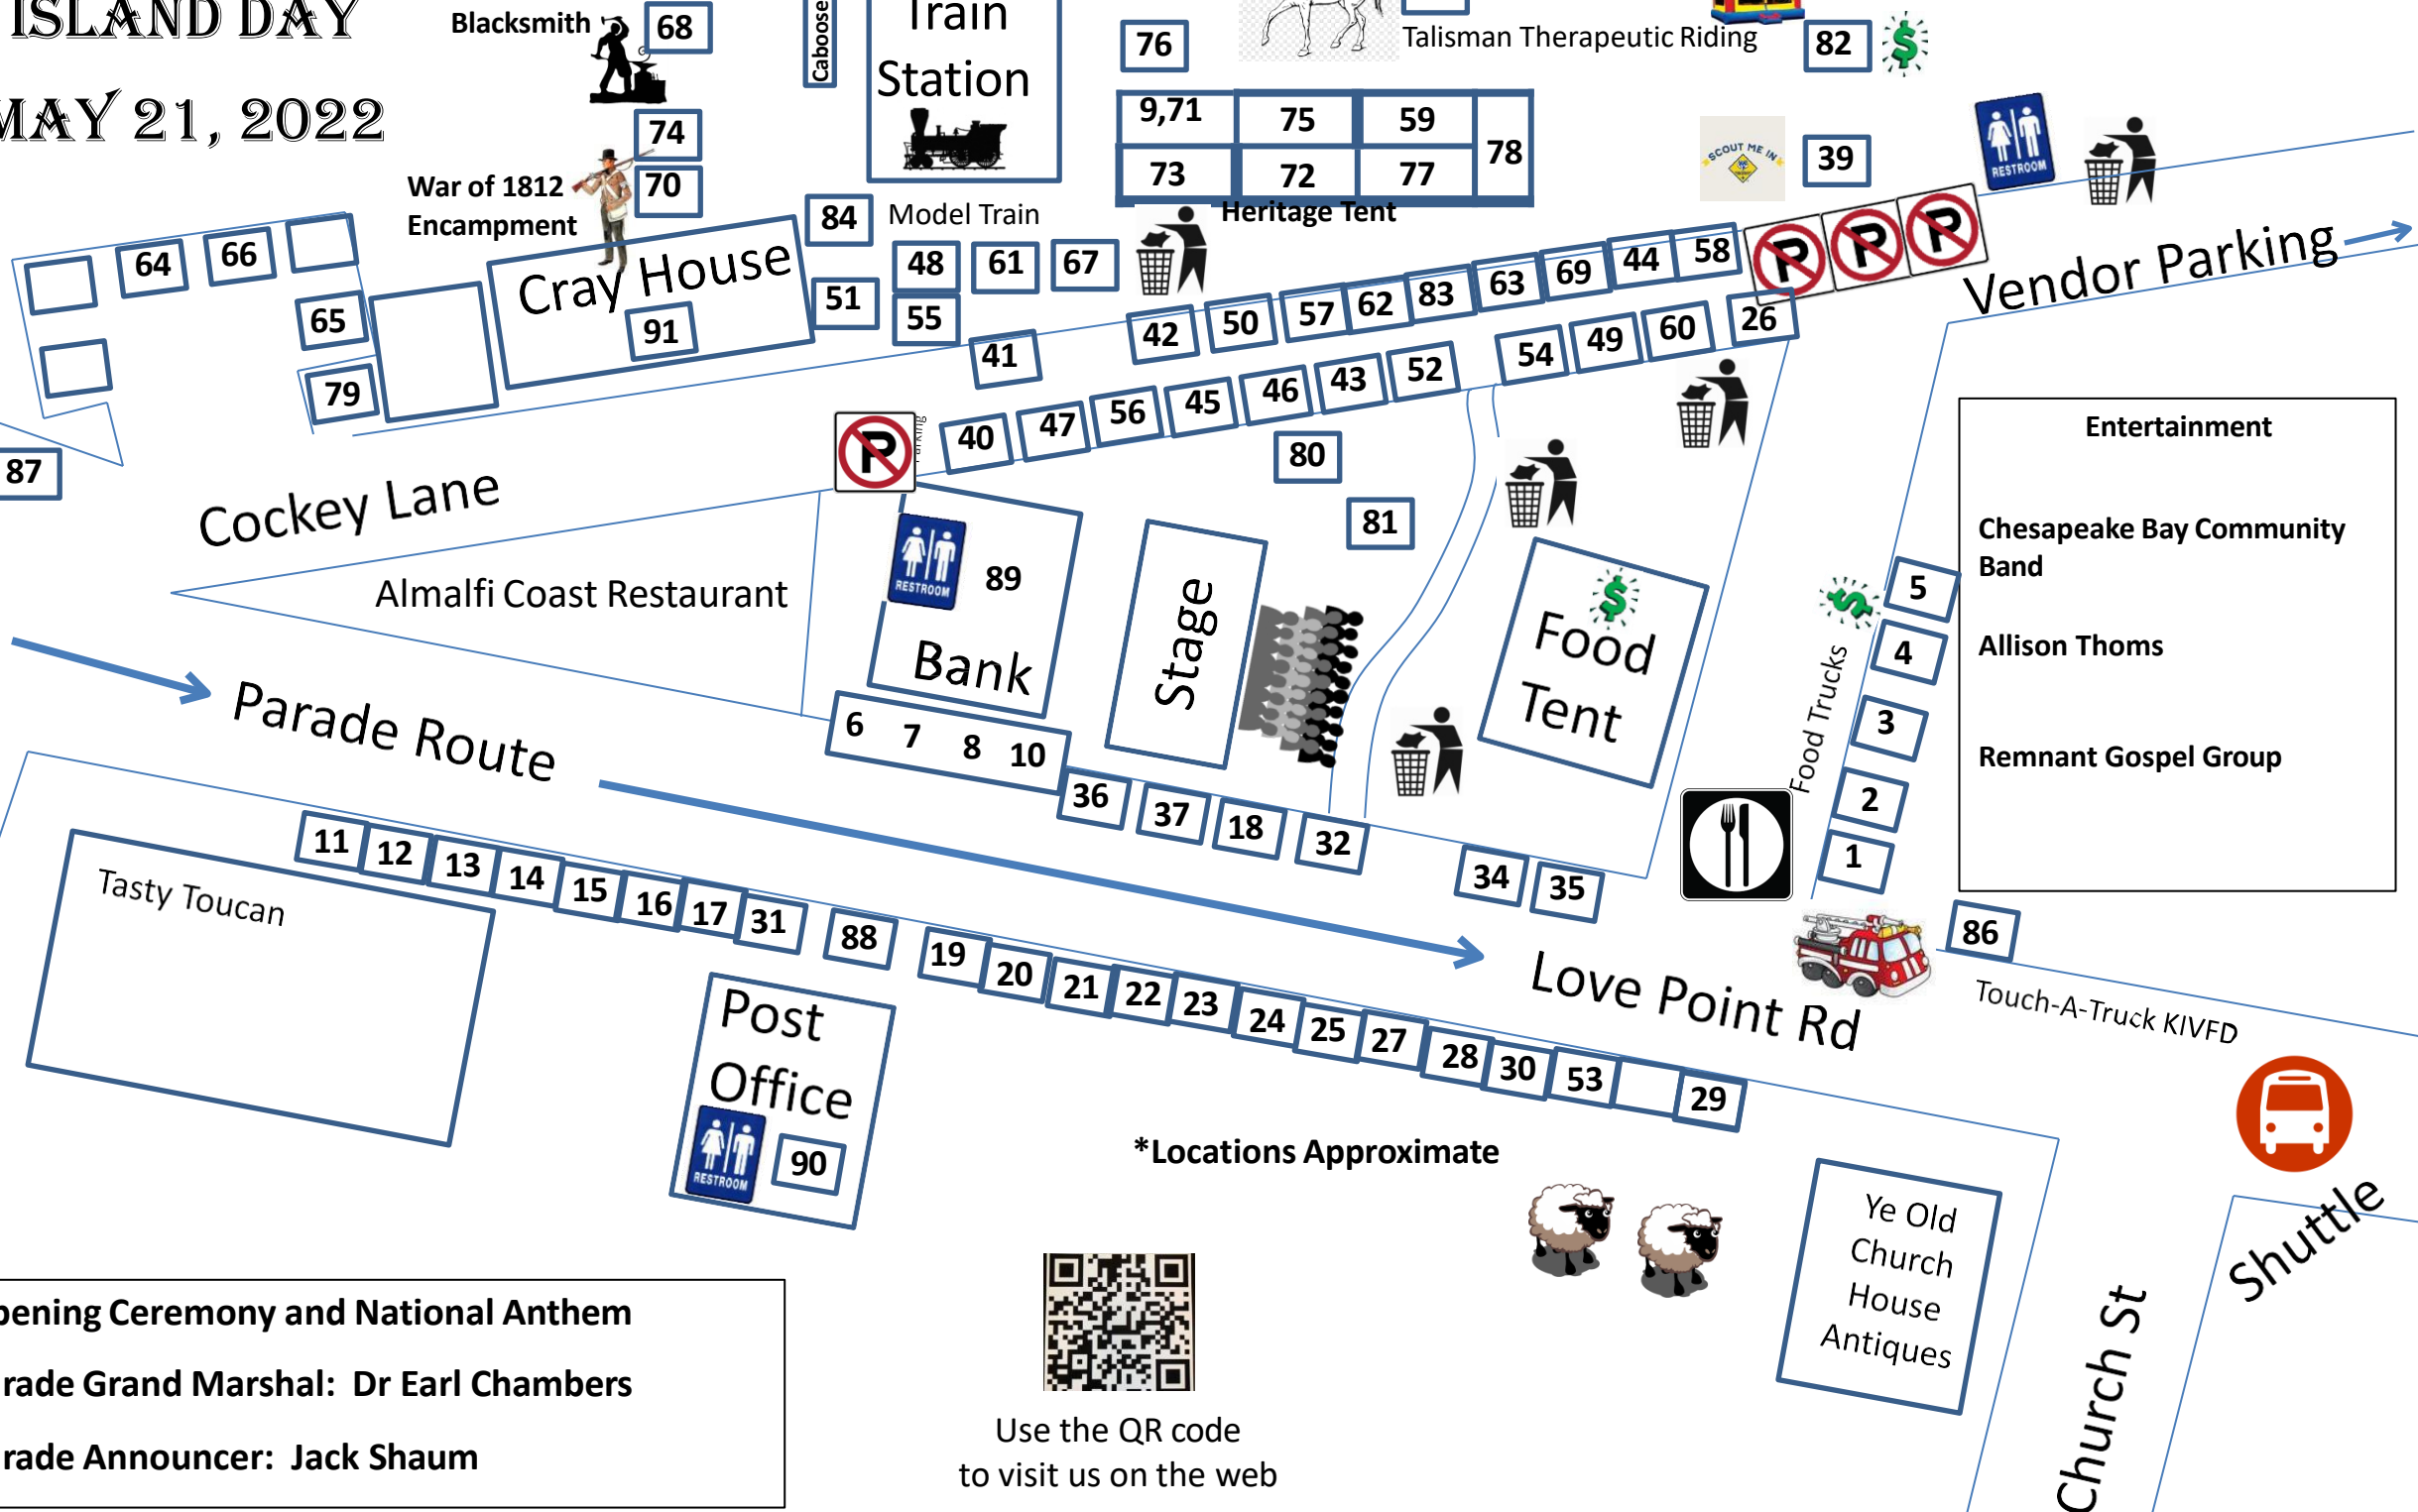 ISLAND DAY
MAY 21, 2022
Blacksmith
68
Caboose
Train
Station
76
Talisman Therapeutic Riding
82
74
War of 1812
Encampment
70
9,71
75
59
78
73
72
77
Heritage Tent
SCOUT ME IN
39
RESTROOM
Vendor Parking
64
66
65
79
Cray House
91
84
Model Train
48
61
67
51
55
41
42
50
57
62
83
63
69
44
58
P
P
P
40
47
56
45
46
43
52
54
49
60
26
P
80
81
87
Cockey Lane
Almalfi Coast Restaurant
RESTROOM
89
Bank
Stage
$
Food
Tent
$
Food Trucks
5
4
3
2
1
Entertainment
Chesapeake Bay Community
Band
Allison Thoms
Remnant Gospel Group
Parade Route
6 7 8 10
36
37
18
32
34
35
Tasty Toucan
11
12
13
14
15
16
17
31
88
19
20
21
22
23
24
25
27
28
30
53
29
Love Point Rd
86
Touch-A-Truck KIVFD
Post
Office
RESTROOM
90
*Locations Approximate
Ye Old
Church
House
Antiques
Church St
Shuttle
pening Ceremony and National Anthem
rade Grand Marshal: Dr Earl Chambers
rade Announcer: Jack Shaum
Use the QR code
to visit us on the web